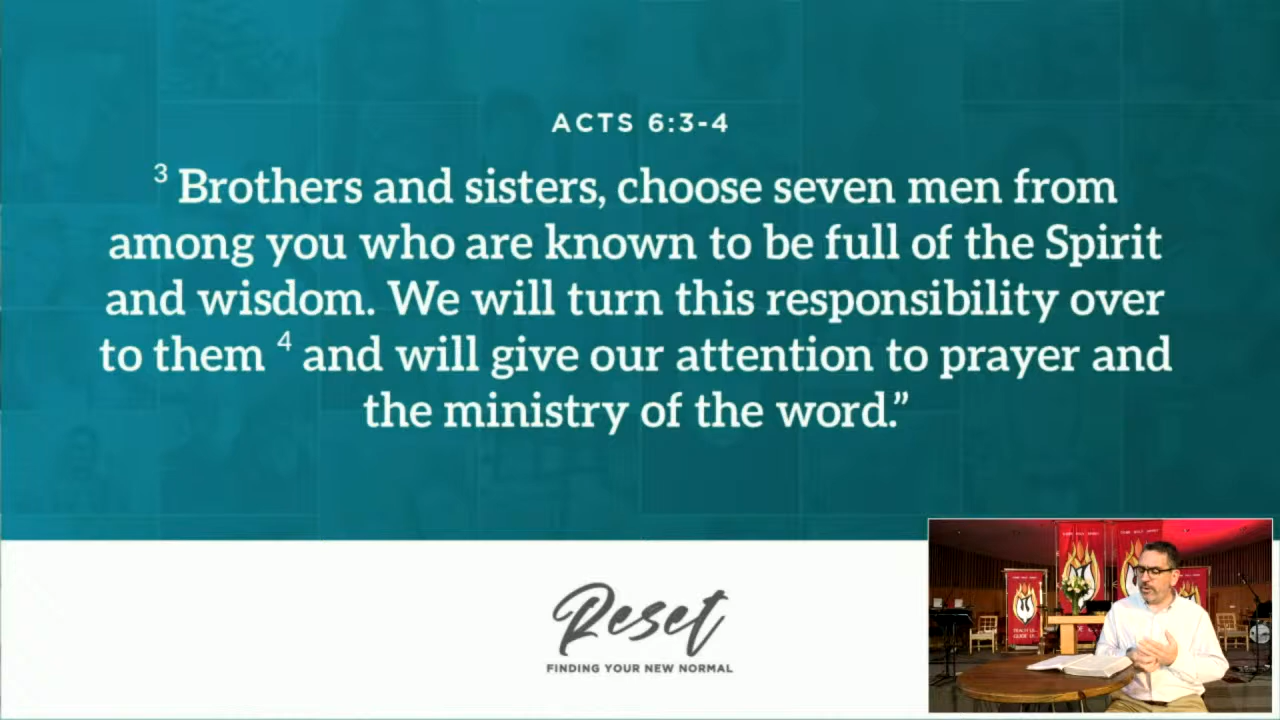 ACTS 6:3-4
³ Brothers and sisters, choose seven men from
among you who are known to be full of the Spirit
and wisdom. We will turn this responsibility over
to them ⁴ and will give our attention to prayer and
the ministry of the word.”
Reset
FINDING YOUR NEW NORMAL